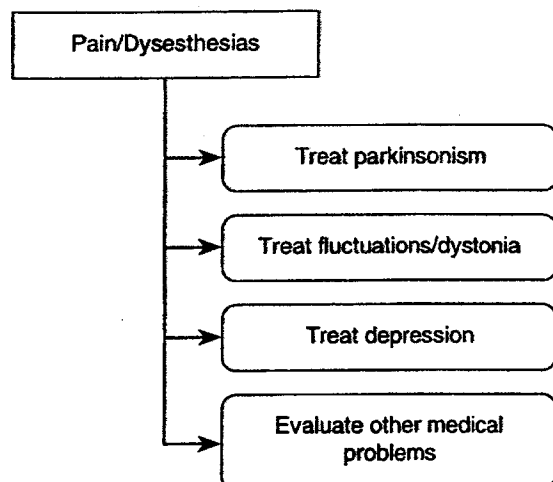 Pain/Dysesthesias
Treat parkinsonism
Treat fluctuations/dystonia
Treat depression
Evaluate other medical
problems